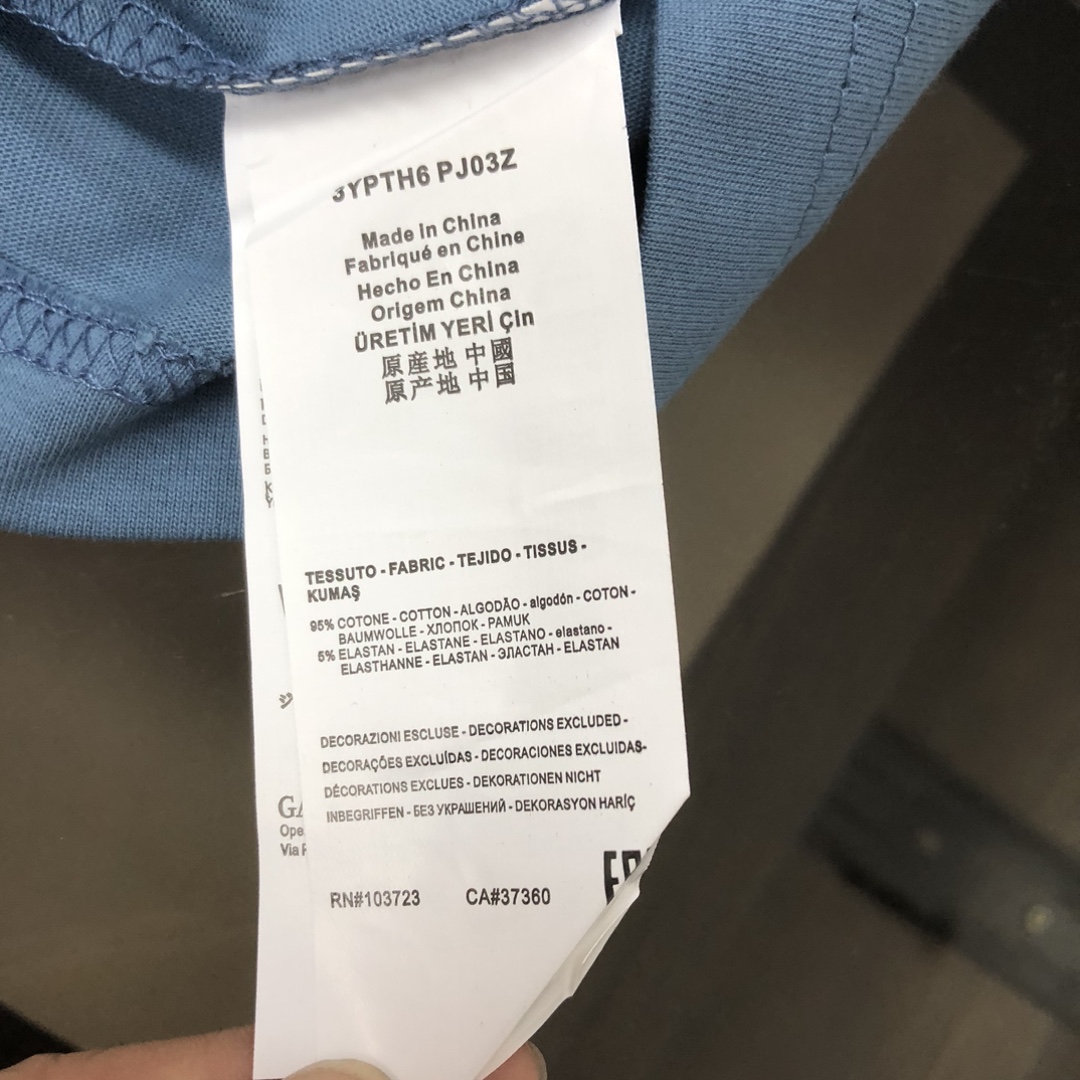 3YPTH6 PJ03Z
Made In China
Fabriqué en Chine
Hecho En China
Origem China
ÜRETİM YERİ Çin
原産地 中國
原产地 中国
TESSUTO - FABRIC - TEJIDO - TISSUS -
KUMAŞ
95% COTONE - COTTON - ALGODÃO - algodón - COTON -
BAUMWOLLE - ХЛОПОК - PAMUK
5% ELASTAN - ELASTANE - ELASTANO - elastano -
ELASTHANNE - ELASTAN - ЭЛАСТАН - ELASTAN
DECORAZIONI ESCLUSE - DECORATIONS EXCLUDED -
DECORAÇÕES EXCLUÍDAS - DECORACIONES EXCLUIDAS-
DÉCORATIONS EXCLUES - DEKORATIONEN NICHT
INBEGRIFFEN - БЕЗ УКРАШЕНИЙ - DEKORASYON HARİÇ
RN#103723 CA#37360
Via